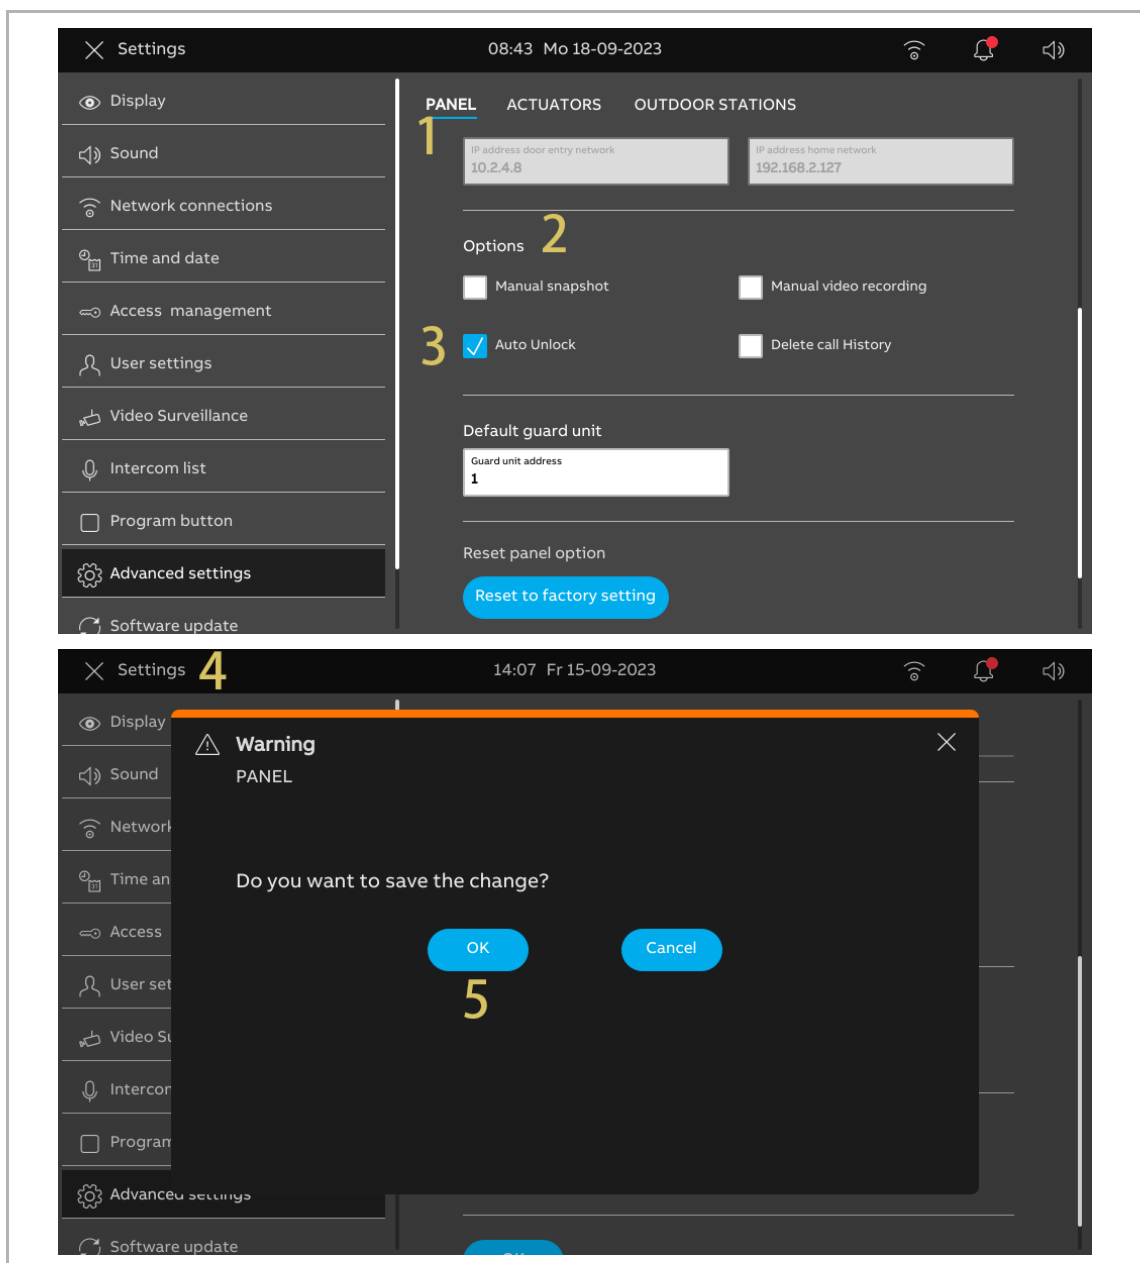 Settings 08:43 Mo 18-09-2023
Display
Sound
Network connections
Time and date
31
Access management
User settings
Video Surveillance
Intercom list
Program button
Advanced settings
Software update
PANEL ACTUATORS OUTDOOR STATIONS
1
IP address door entry network
10.2.4.8
IP address home network
192.168.2.127
Options 2
Manual snapshot Manual video recording
3 Auto Unlock Delete call History
Default guard unit
Guard unit address
1
Reset panel option
Reset to factory setting
Settings 4 14:07 Fr 15-09-2023
Display
Sound
Network
Time an
31
Access
User set
Video Su
Intercon
Program
Advanced settings
Software update
Warning
PANEL
Do you want to save the change?
OK Cancel
5